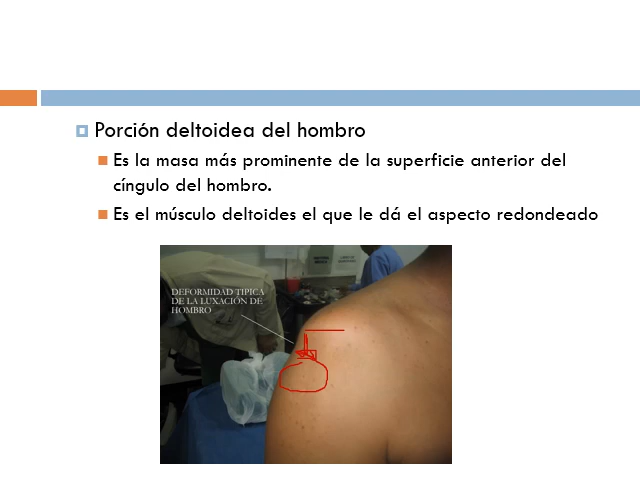 Porción deltoidea del hombro
Es la masa más prominente de la superficie anterior del
cíngulo del hombro.
Es el músculo deltoides el que le dá el aspecto redondeado
DEFORMIDAD TIPICA
DE LA LUXACIÓN DE
HOMBRO